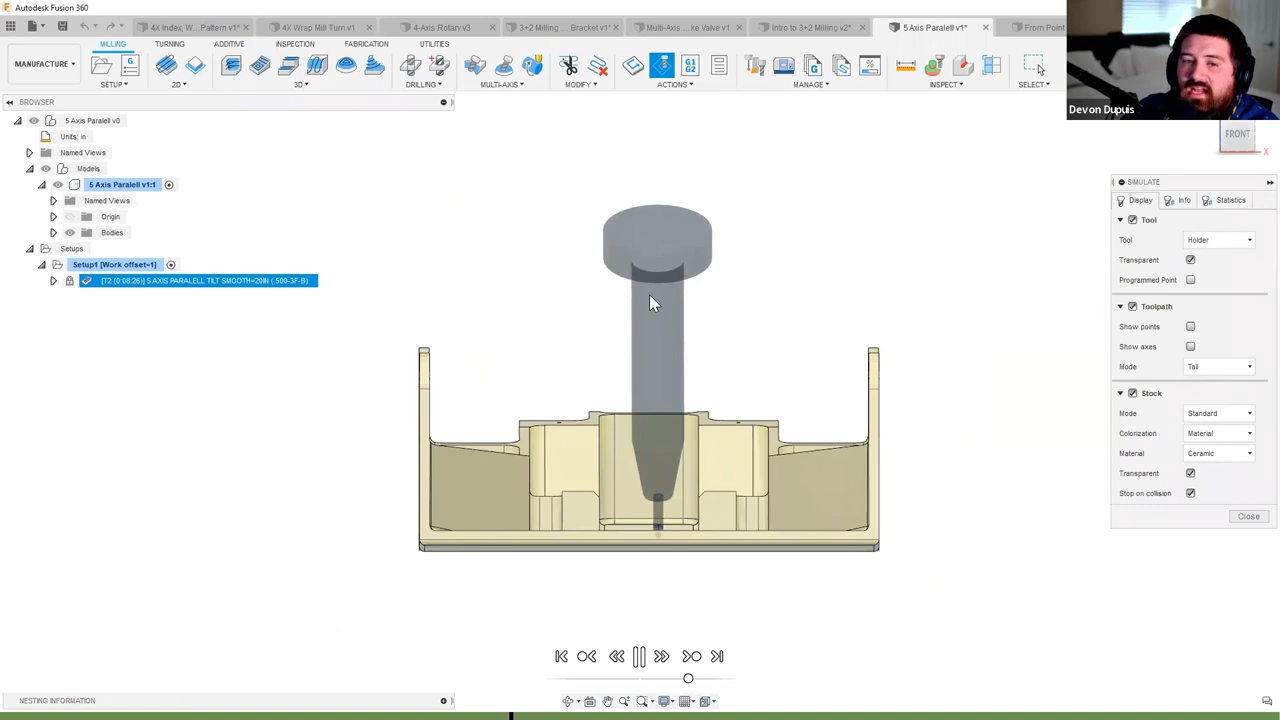 Autodesk Fusion 360
4X Index, W... Pattern v1*
4X Wrap Mill Turn v1
4-Axis Rotary v3
3+2 Milling ... Bracket v1*
Multi-Axis ... ke Valve v1
Intro to 3+2 Milling v2*
5 Axis Paralell v1*
From Point
MILLING
TURNING
ADDITIVE
INSPECTION
FABRICATION
UTILITIES
MANUFACTURE
G
G1
G2
G
SETUP
2D
3D
DRILLING
MULTI-AXIS
MODIFY
ACTIONS
MANAGE
INSPECT
SELECT
Devon Dupuis
BROWSER
5 Axis Paralell v0
Units: in
Named Views
Models
5 Axis Paralell v1:1
Named Views
Origin
Bodies
Setups
Setup1 [Work offset=1]
[T2 (0:08:26)] 5 AXIS PARALELL TILT SMOOTH=20IN (.500-3F-B)
FRONT
X
SIMULATE
Display
Info
Statistics
Tool
Tool Holder
Transparent
Programmed Point
Toolpath
Show points
Show axes
Mode Tail
Stock
Mode Standard
Colorization Material
Material Ceramic
Transparent
Stop on collision
Close
NESTING INFORMATION